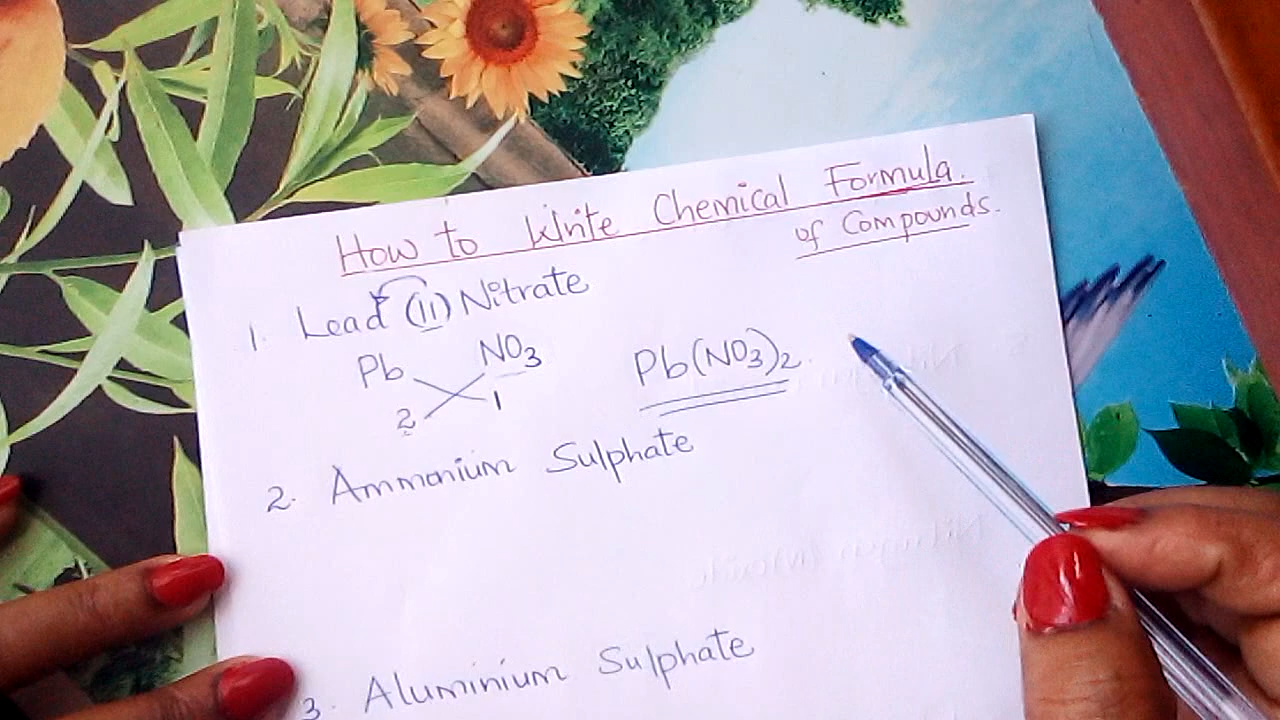 How to Write Chemical Formula.
of Compounds.
1. Lead (II) Nitrate
Pb NO₃
2 1
Pb(NO₃)₂.
2. Ammonium Sulphate
3. Aluminium Sulphate